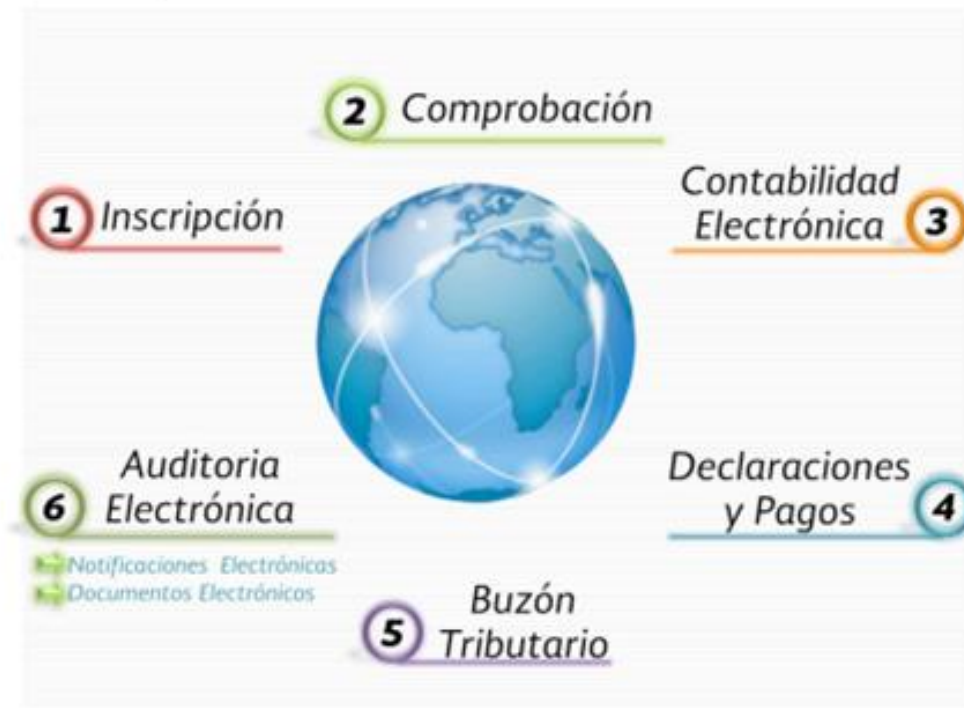 1 Inscripción
2 Comprobación
Contabilidad
Electrónica 3
Declaraciones
y Pagos 4
Buzón
5 Tributario
Auditoria
6 Electrónica
Notificaciones Electrónicas
Documentos Electrónicos